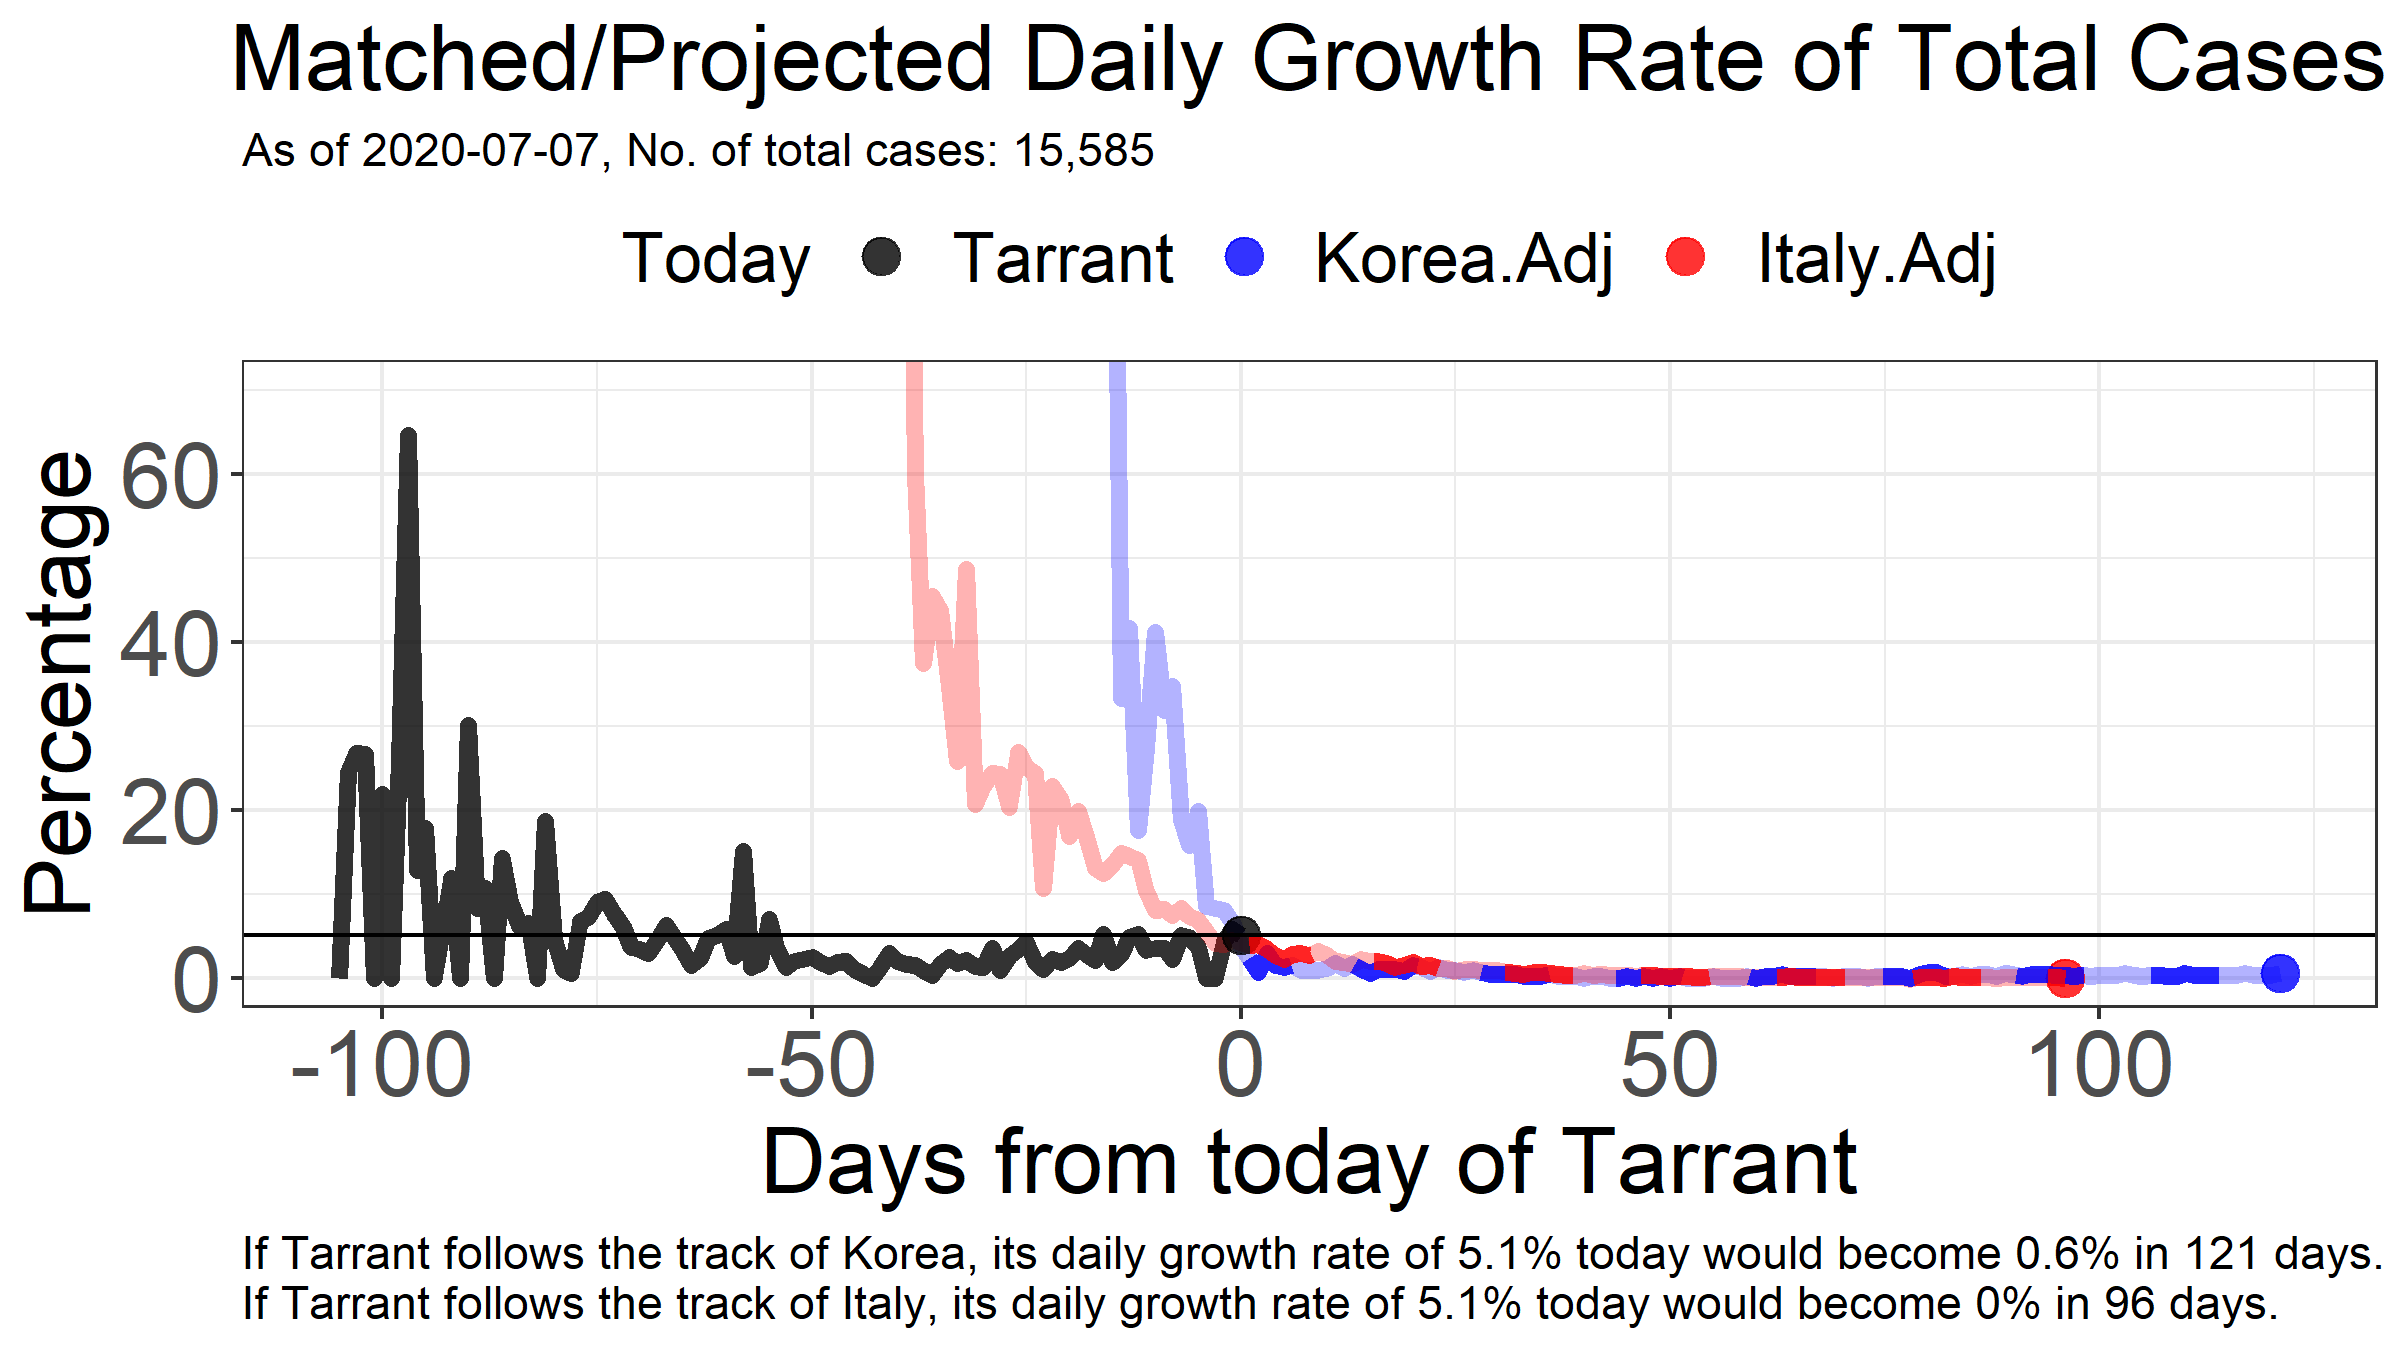 Matched/Projected Daily Growth Rate of Total Cases
As of 2020-07-07, No. of total cases: 15,585
Today Tarrant Korea.Adj Italy.Adj
Percentage
60
40
20
0
-100 -50 0 50 100
Days from today of Tarrant
If Tarrant follows the track of Korea, its daily growth rate of 5.1% today would become 0.6% in 121 days.
If Tarrant follows the track of Italy, its daily growth rate of 5.1% today would become 0% in 96 days.